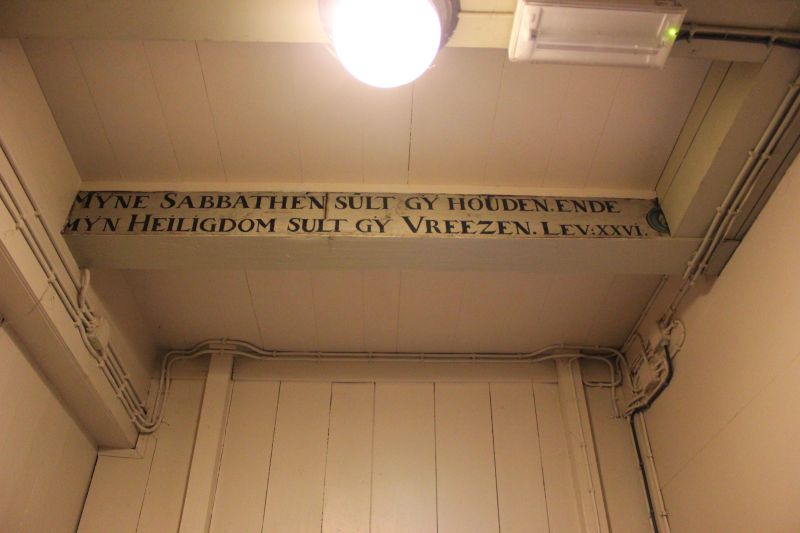 MYNE SABBATHEN SULT GY HOUDEN. ENDE
MYN HEILIGDOM SULT GY VREEZEN. LEV: XXVI.